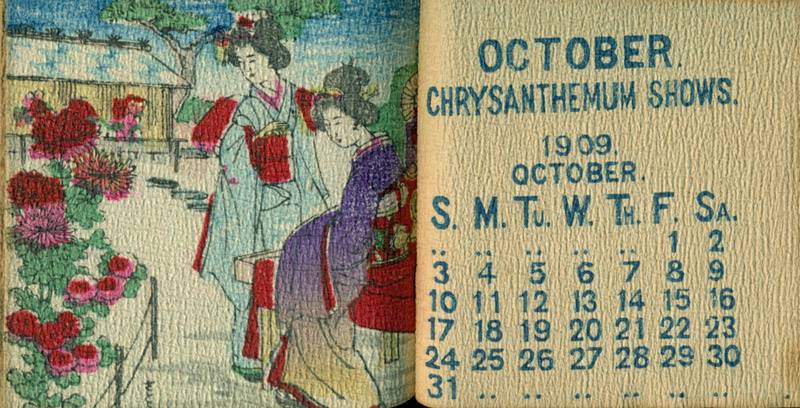 OCTOBER.
CHRYSANTHEMUM SHOWS.
1909.
OCTOBER.
S. M. TU. W. TH. F. SA.
.. .. .. .. .. 1 2
3 4 5 6 7 8 9
10 11 12 13 14 15 16
17 18 19 20 21 22 23
24 25 26 27 28 29 30
31 .. .. .. .. .. ..